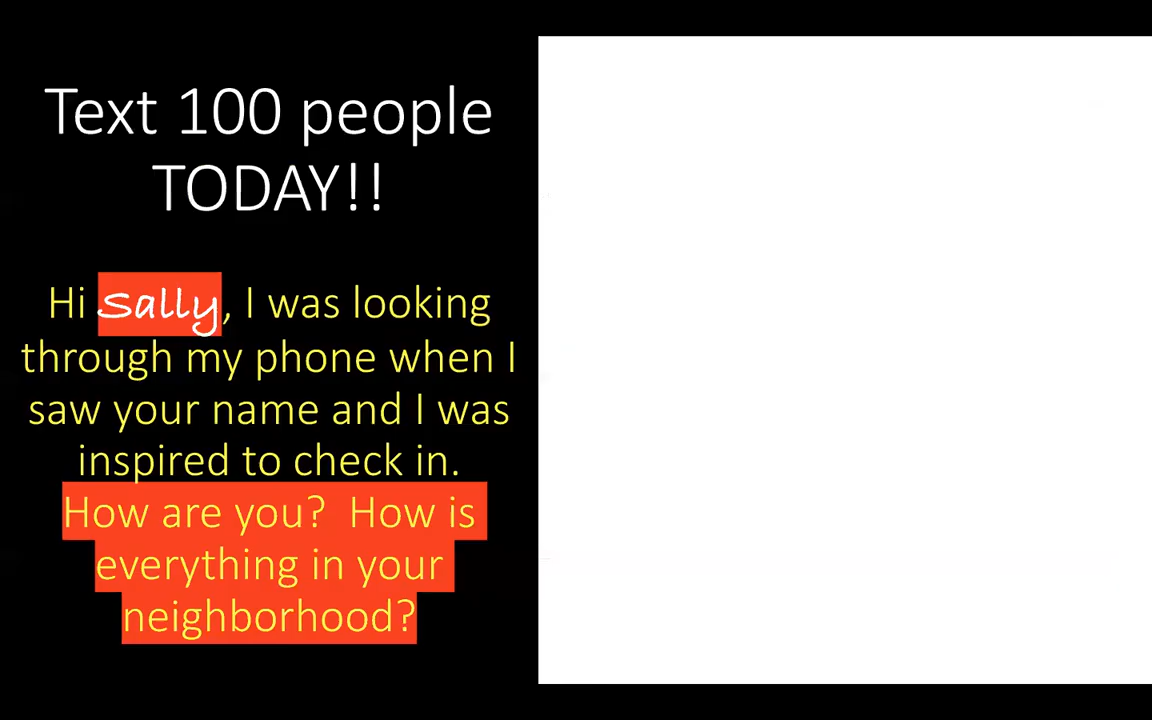 Text 100 people
TODAY!!
Hi Sally, I was looking
through my phone when I
saw your name and I was
inspired to check in.
How are you?  How is
everything in your
neighborhood?